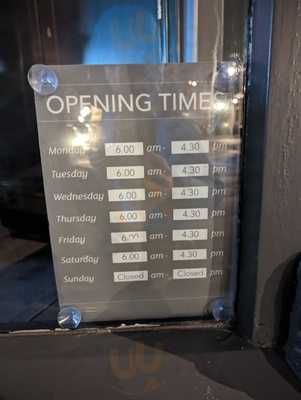 OPENING TIMES
Monday 6.00 am - 4.30 pm
Tuesday 6.00 am - 4.30 pm
Wednesday 6.00 am - 4.30 pm
Thursday 6.00 am - 4.30 pm
Friday 6.00 am - 4.30 pm
Saturday 6.00 am - 4.30 pm
Sunday Closed am - Closed pm